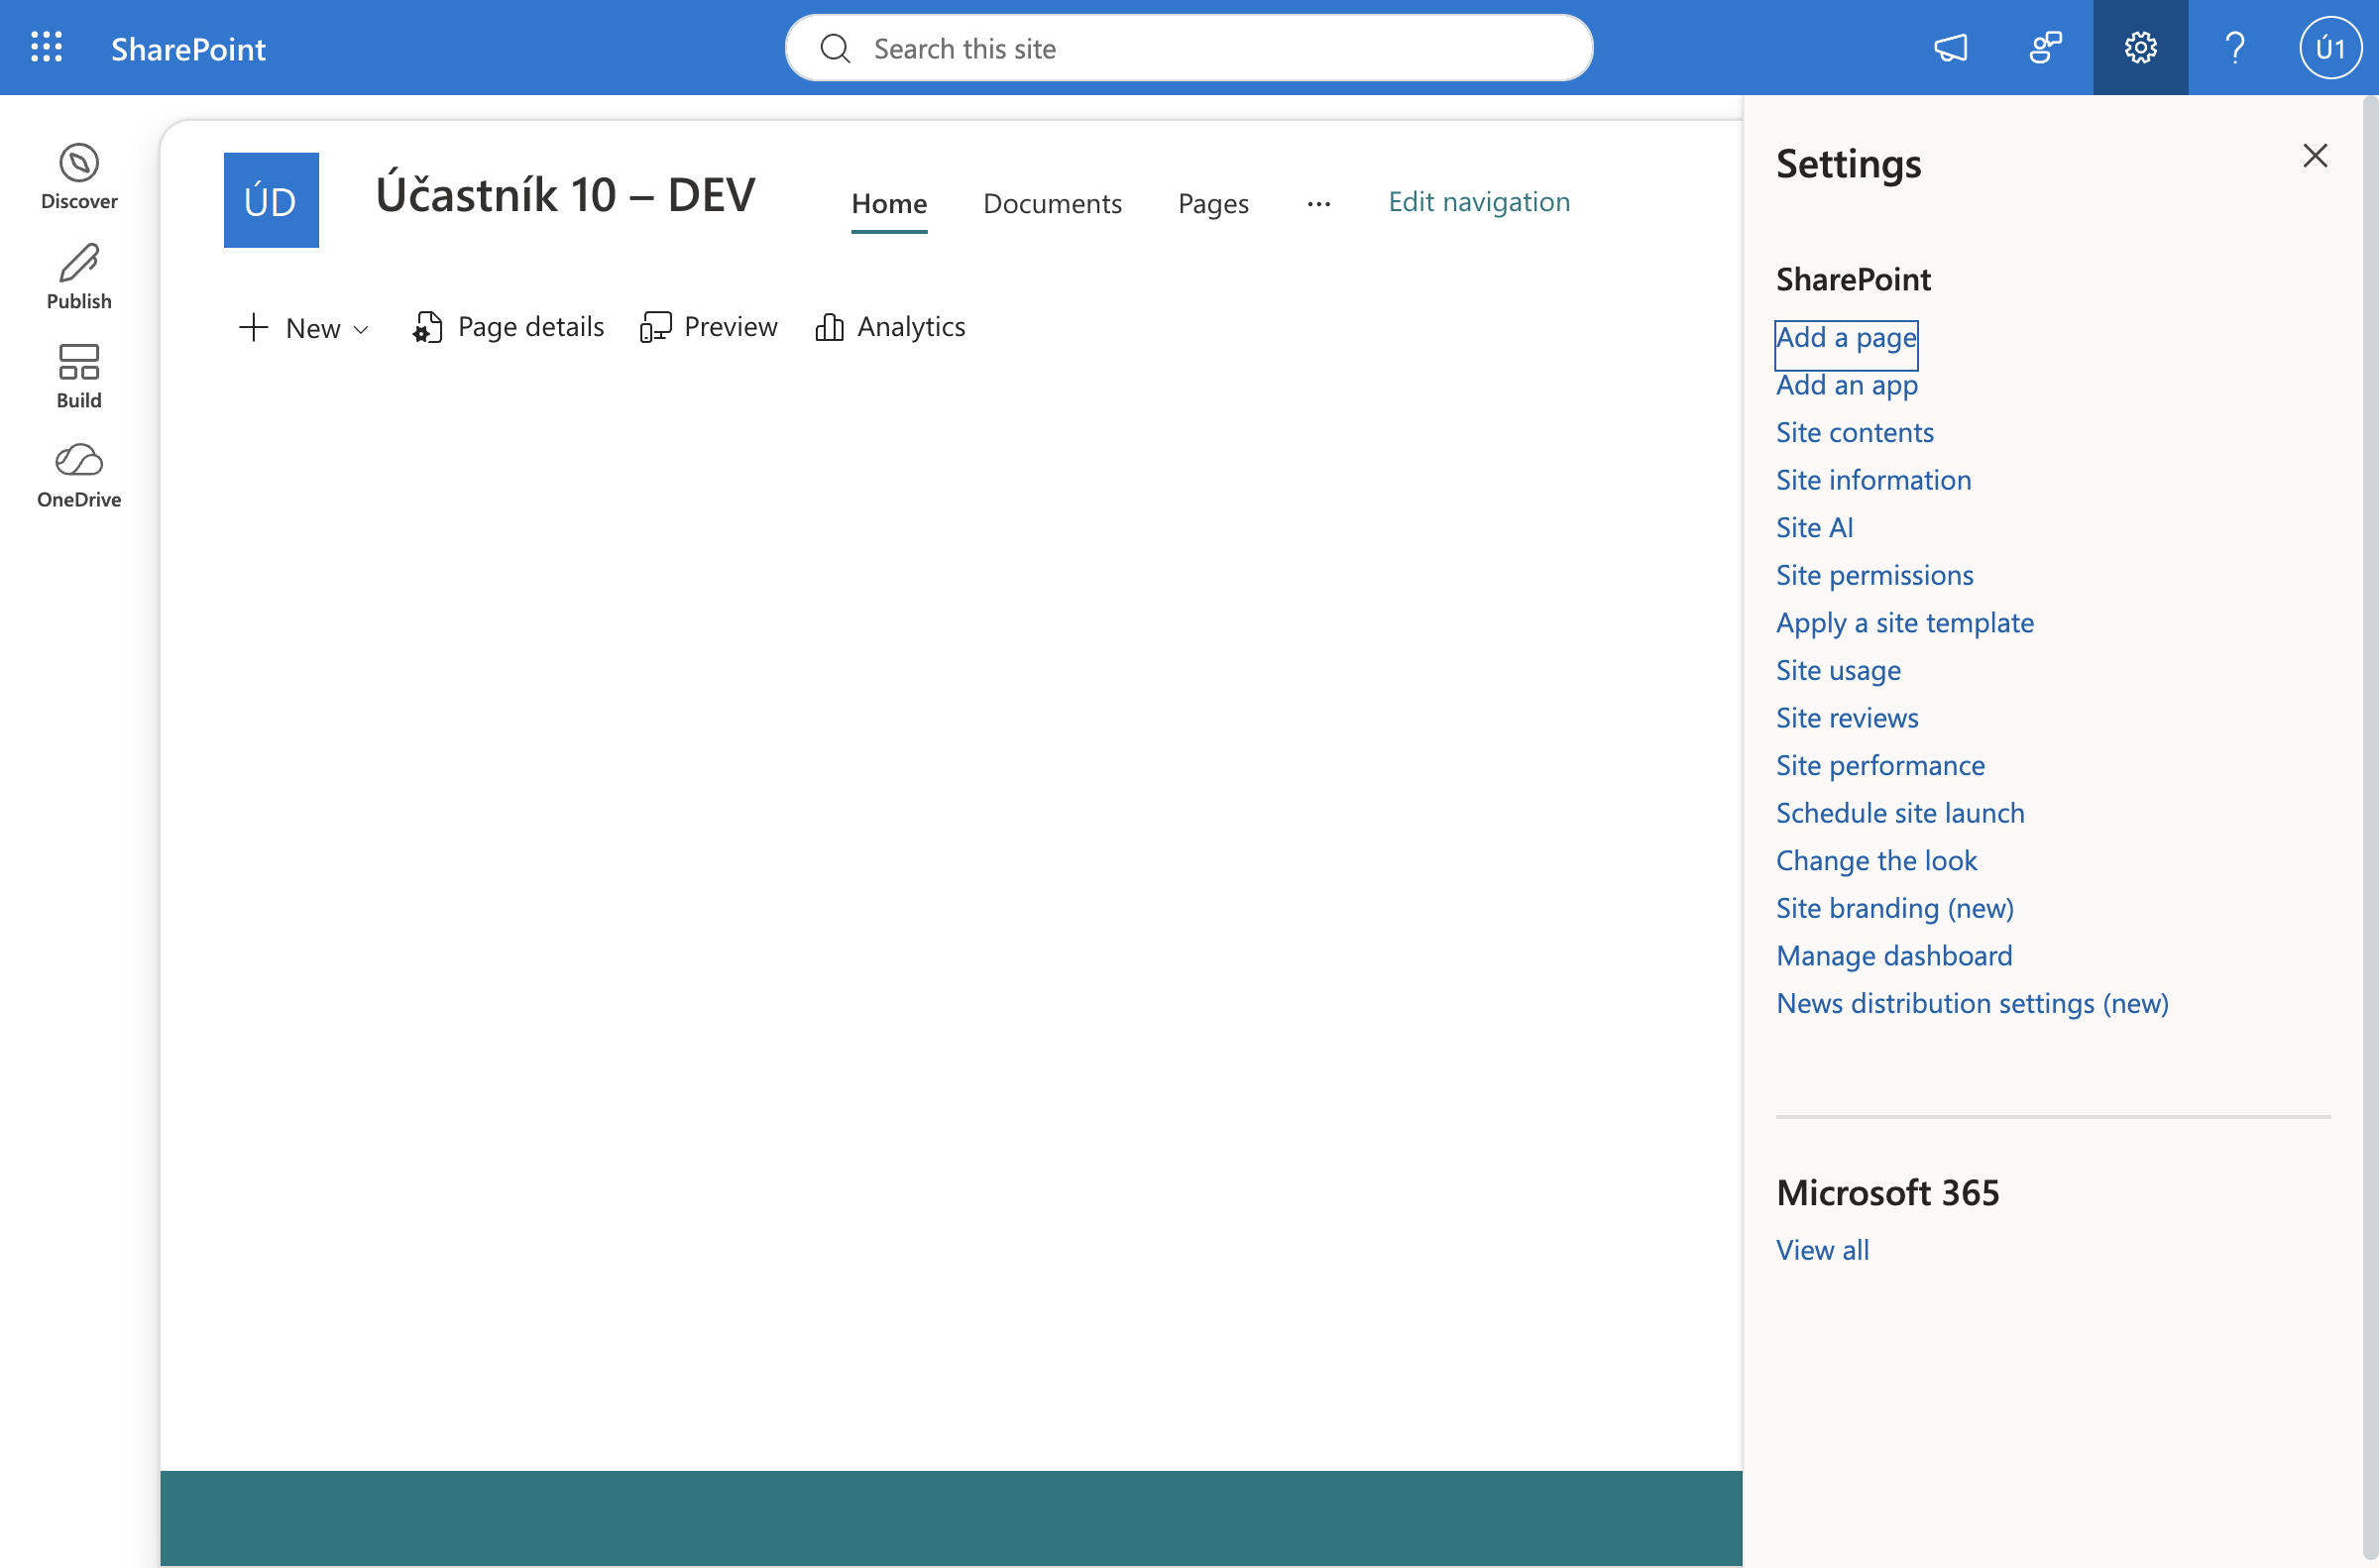 SharePoint
Search this site
Ú1
Discover
Publish
Build
OneDrive
ÚD
Účastník 10 – DEV
Home
Documents
Pages
···
Edit navigation
New
Page details
Preview
Analytics
Settings
SharePoint
Add a page
Add an app
Site contents
Site information
Site AI
Site permissions
Apply a site template
Site usage
Site reviews
Site performance
Schedule site launch
Change the look
Site branding (new)
Manage dashboard
News distribution settings (new)
Microsoft 365
View all